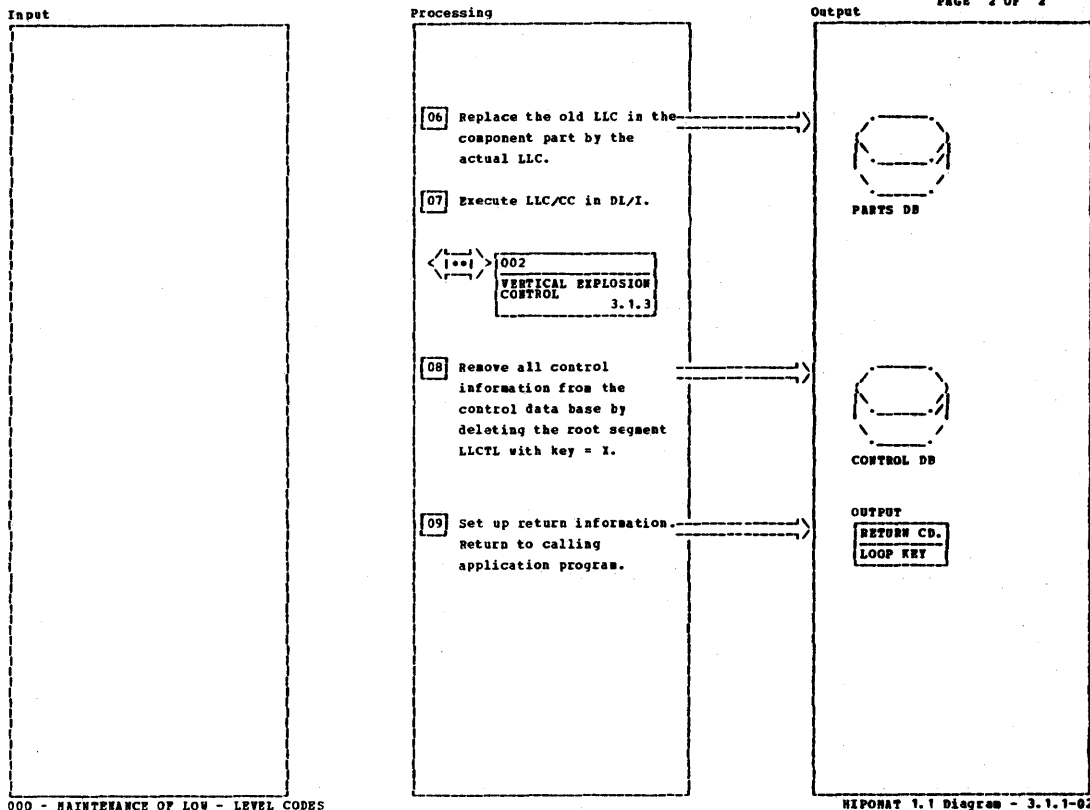 PAGE 2 OF 2
Input
Processing
Output
06 Replace the old LLC in the
component part by the
actual LLC.
PARTS DB
07 Execute LLC/CC in DL/I.
002
VERTICAL EXPLOSION
CONTROL
3.1.3
08 Remove all control
information from the
control data base by
deleting the root segment
LLCTL with key = X.
CONTROL DB
09 Set up return information.
Return to calling
application program.
OUTPUT
RETURN CD.
LOOP KEY
000 - MAINTENANCE OF LOW - LEVEL CODES
HIPOMAT 1.1 Diagram - 3.1.1-02